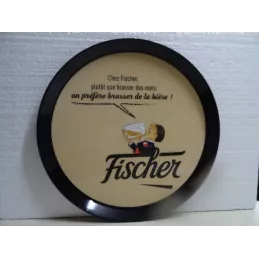 Chez Fischer,
plutôt que brasser des mots
on préfère brasser de la bière !
Fischer